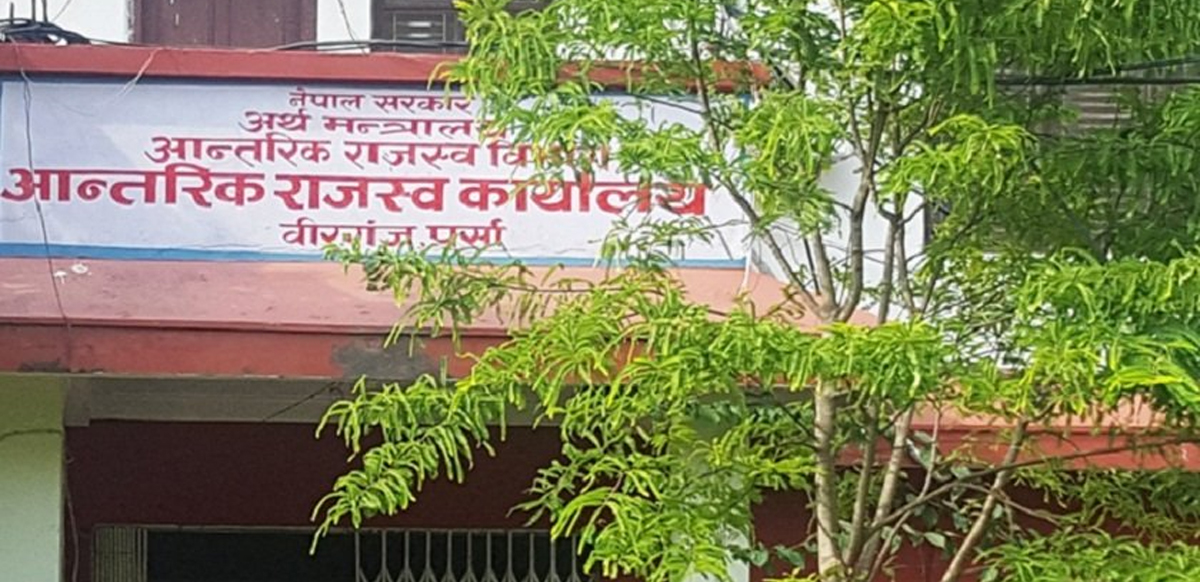 नेपाल सरकार
अर्थ मन्त्रालय
आन्तरिक राजस्व विभाग
आन्तरिक राजस्व कार्यालय
वीरगंज पर्सा